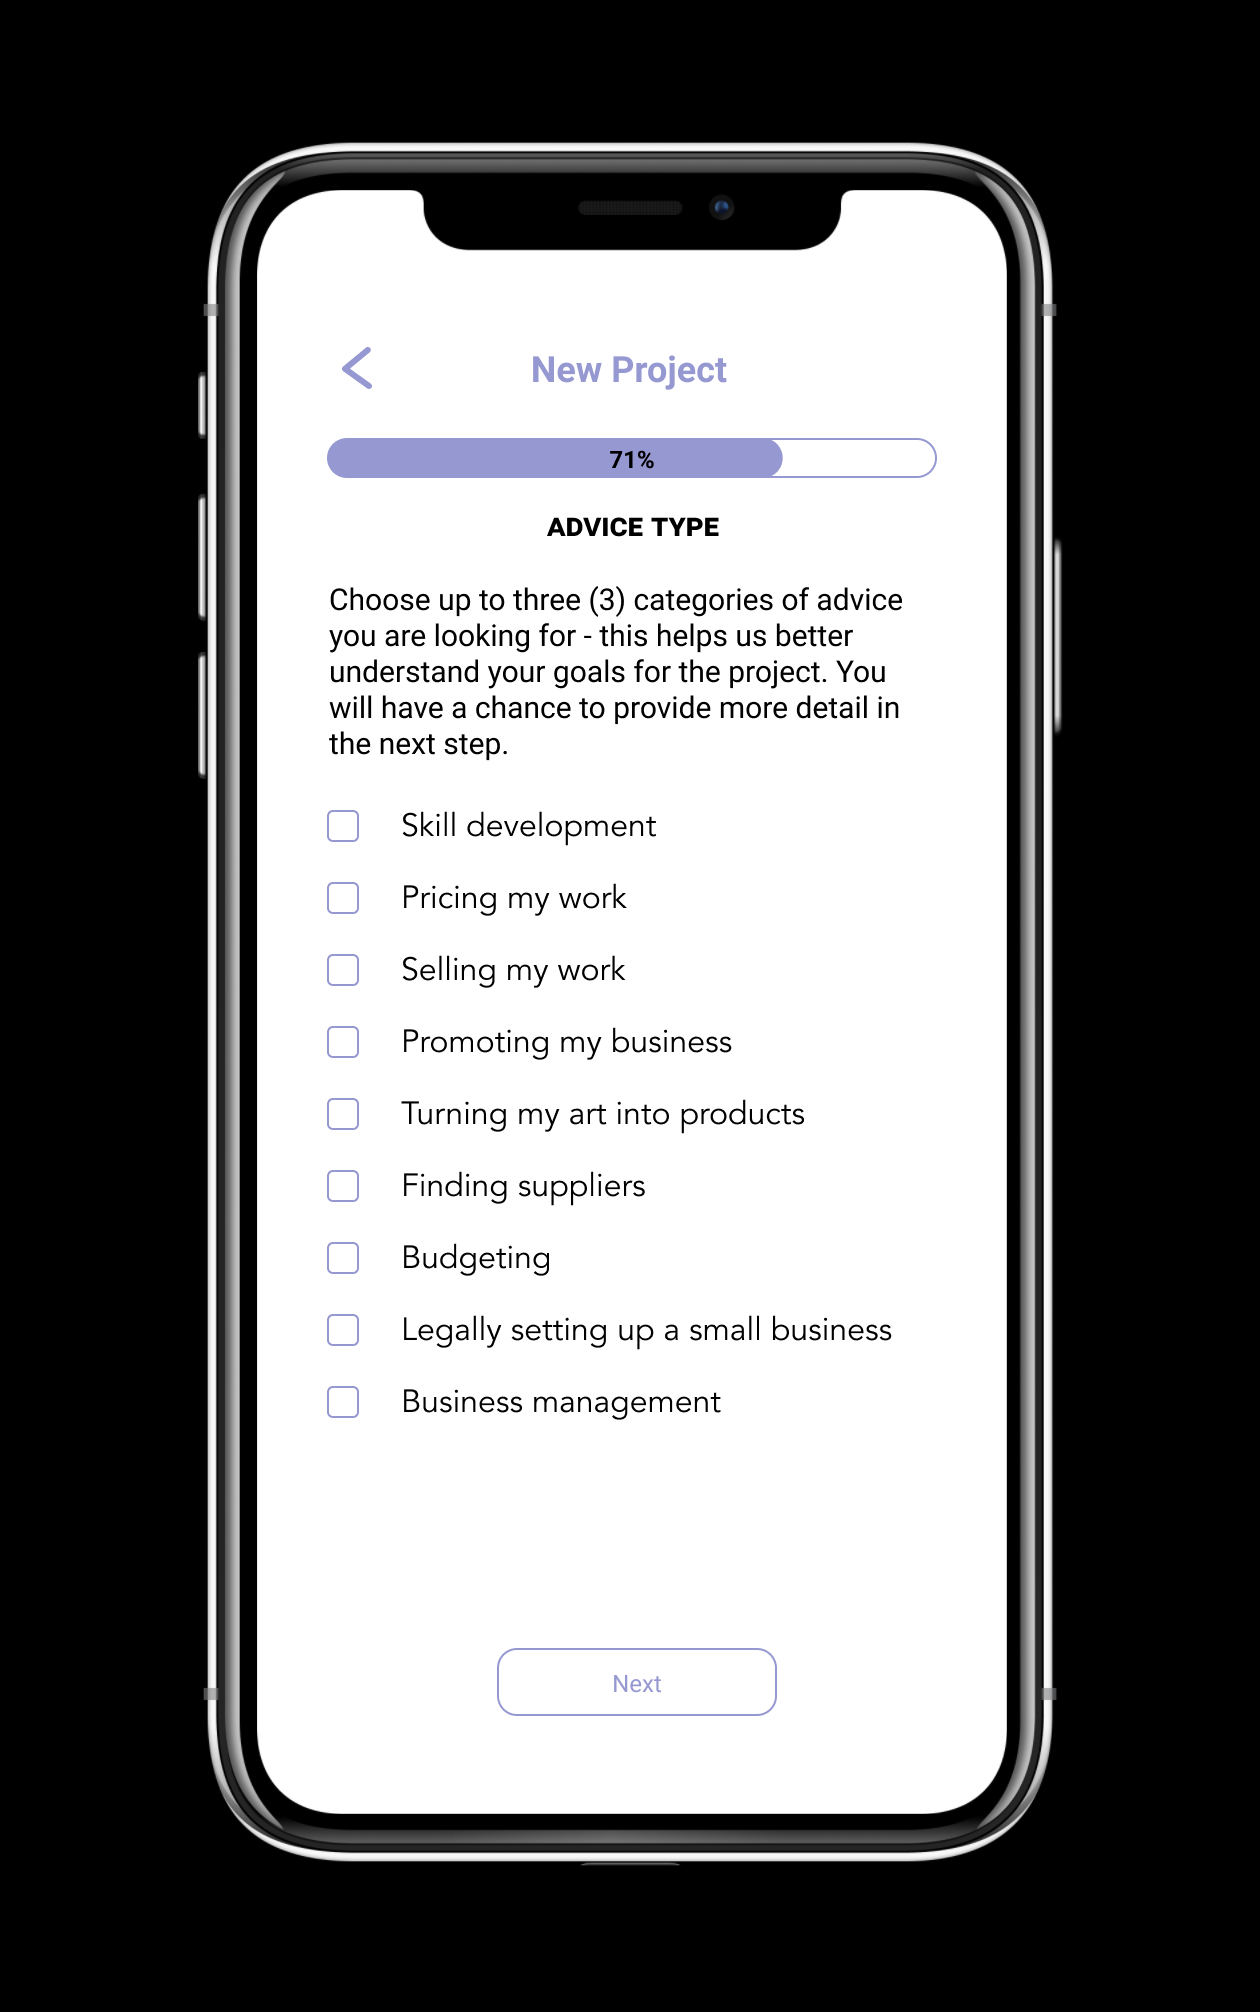 New Project
71%
ADVICE TYPE
Choose up to three (3) categories of advice
you are looking for - this helps us better
understand your goals for the project. You
will have a chance to provide more detail in
the next step.
Skill development
Pricing my work
Selling my work
Promoting my business
Turning my art into products
Finding suppliers
Budgeting
Legally setting up a small business
Business management
Next